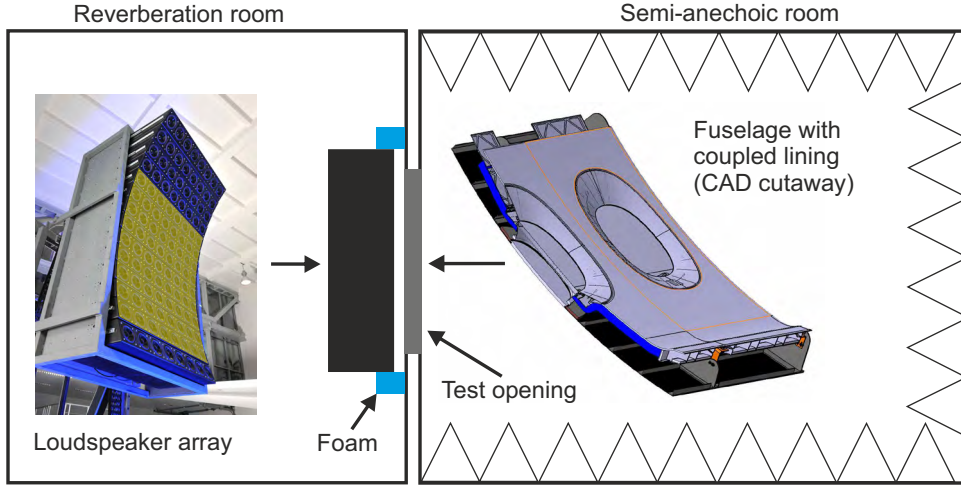 Reverberation room
Semi-anechoic room
Fuselage with
coupled lining
(CAD cutaway)
Test opening
Loudspeaker array
Foam